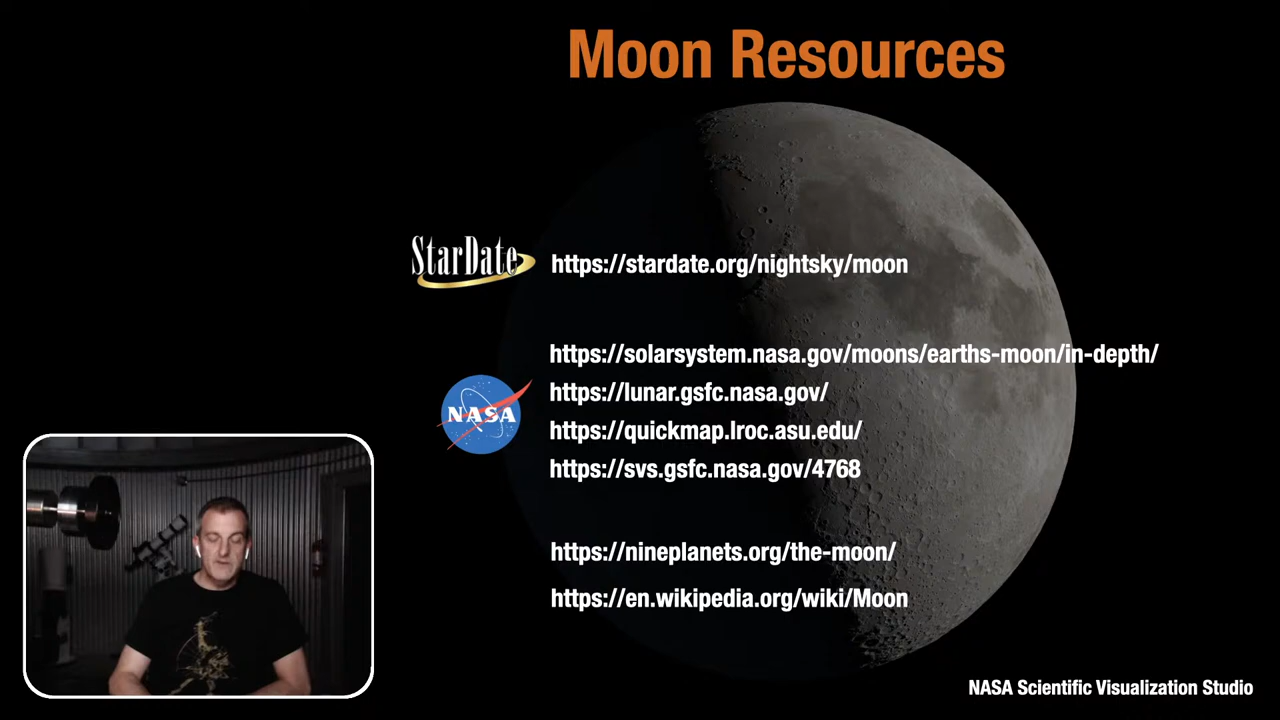 Moon Resources
StarDate
https://stardate.org/nightsky/moon
https://solarsystem.nasa.gov/moons/earths-moon/in-depth/
https://lunar.gsfc.nasa.gov/
NASA
https://quickmap.lroc.asu.edu/
https://svs.gsfc.nasa.gov/4768
https://nineplanets.org/the-moon/
https://en.wikipedia.org/wiki/Moon
NASA Scientific Visualization Studio